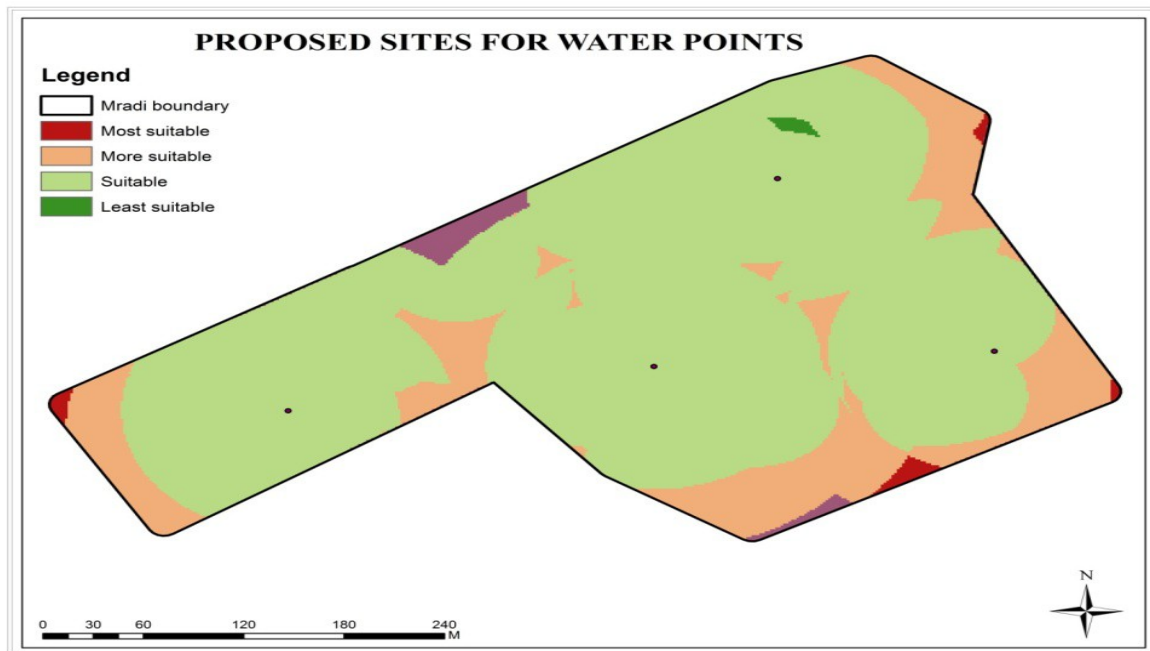 PROPOSED SITES FOR WATER POINTS
Legend
Mradi boundary
Most suitable
More suitable
Suitable
Least suitable
N
0 30 60 120 180 240
M